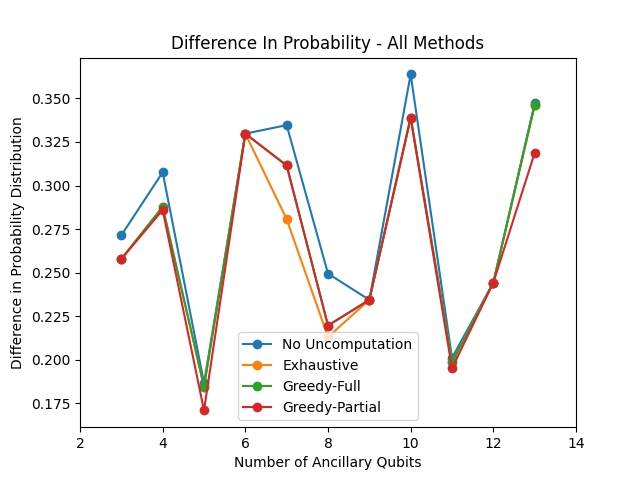 Difference In Probability - All Methods
Difference in Probability Distribution
0.350
0.325
0.300
0.275
0.250
0.225
0.200
0.175
No Uncomputation
Exhaustive
Greedy-Full
Greedy-Partial
2 4 6 8 10 12 14
Number of Ancillary Qubits